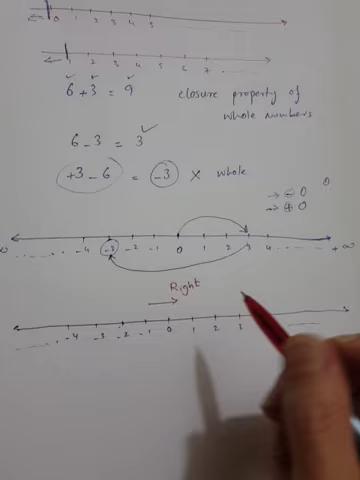 0 1 2 3 4 5
1 2 3 4 5 6 7 ......
6 + 3 = 9 closure property of
whole numbers
6 - 3 = 3
+3 - 6 = -3 × whole
→ - 0
→ + 0
0
∞ ...... -4 -3 -2 -1 0 1 2 3 4 ...... +∞
Right →
...... -4 -3 -2 -1 0 1 2 3